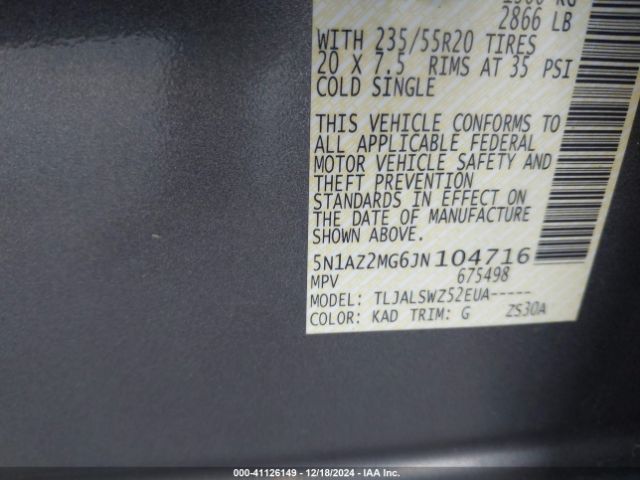 2866 LB
WITH 235/55R20 TIRES
20 X 7.5 RIMS AT 35 PSI
COLD SINGLE
THIS VEHICLE CONFORMS TO
ALL APPLICABLE FEDERAL
MOTOR VEHICLE SAFETY AND
THEFT PREVENTION
STANDARDS IN EFFECT ON
THE DATE OF MANUFACTURE
SHOWN ABOVE.
5N1AZ2MG6JN104716
MPV 675498
MODEL: TLJALSWZ52EUA-----
COLOR: KAD TRIM: G ZS30A
000-41126149 - 12/18/2024 - IAA Inc. Copyright